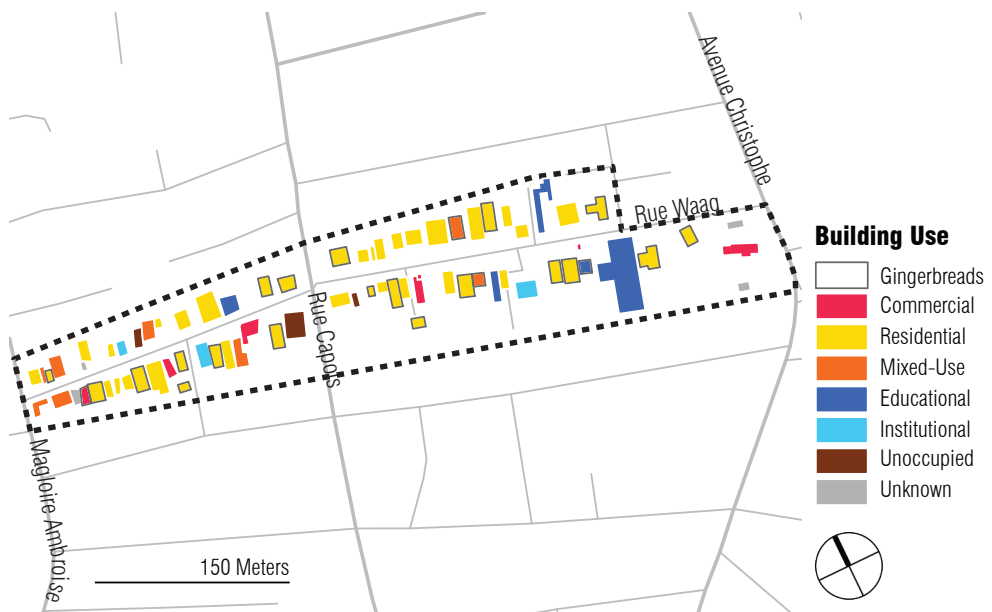 Avenue Christophe
Rue Waag
Rue Capois
Magloire Ambroise
150 Meters
Building Use
Gingerbreads
Commercial
Residential
Mixed-Use
Educational
Institutional
Unoccupied
Unknown